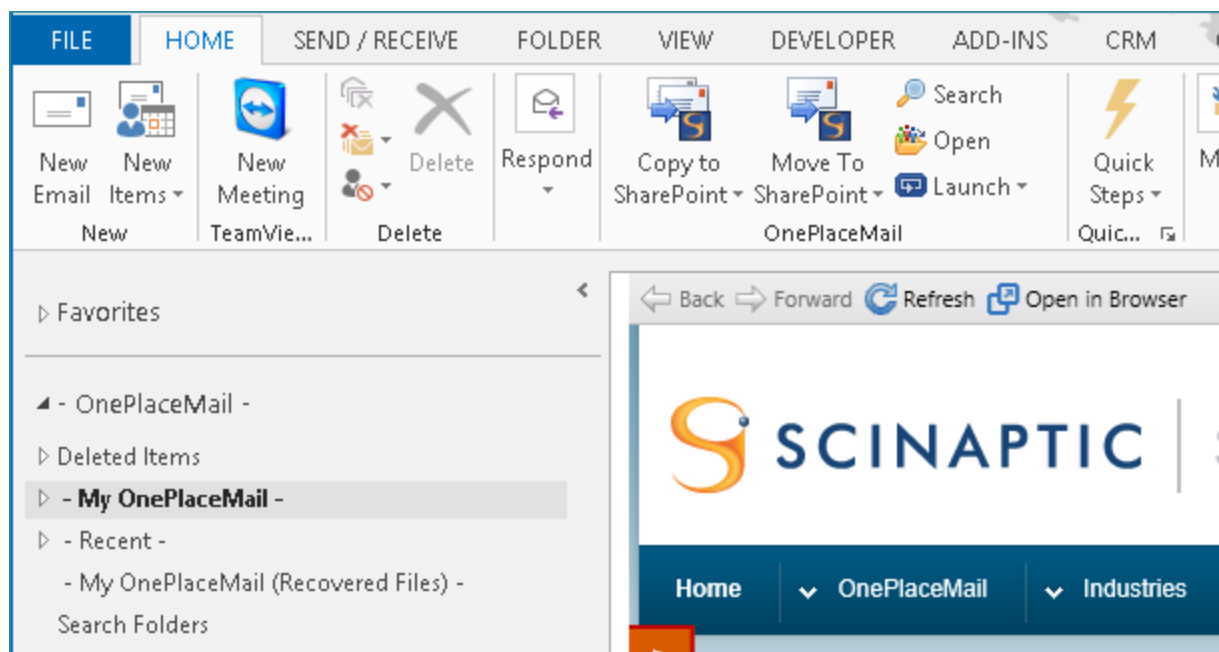 FILE HOME SEND / RECEIVE FOLDER VIEW DEVELOPER ADD-INS CRM
New Email
New Items
New Meeting
Delete
Respond
Copy to SharePoint
Move To SharePoint
Search
Open
Launch
Quick Steps
New TeamVie... Delete OnePlaceMail Quic...
Favorites
Back Forward Refresh Open in Browser
- OnePlaceMail -
Deleted Items
- My OnePlaceMail -
- Recent -
- My OnePlaceMail (Recovered Files) -
Search Folders
SCINAPTIC
Home OnePlaceMail Industries